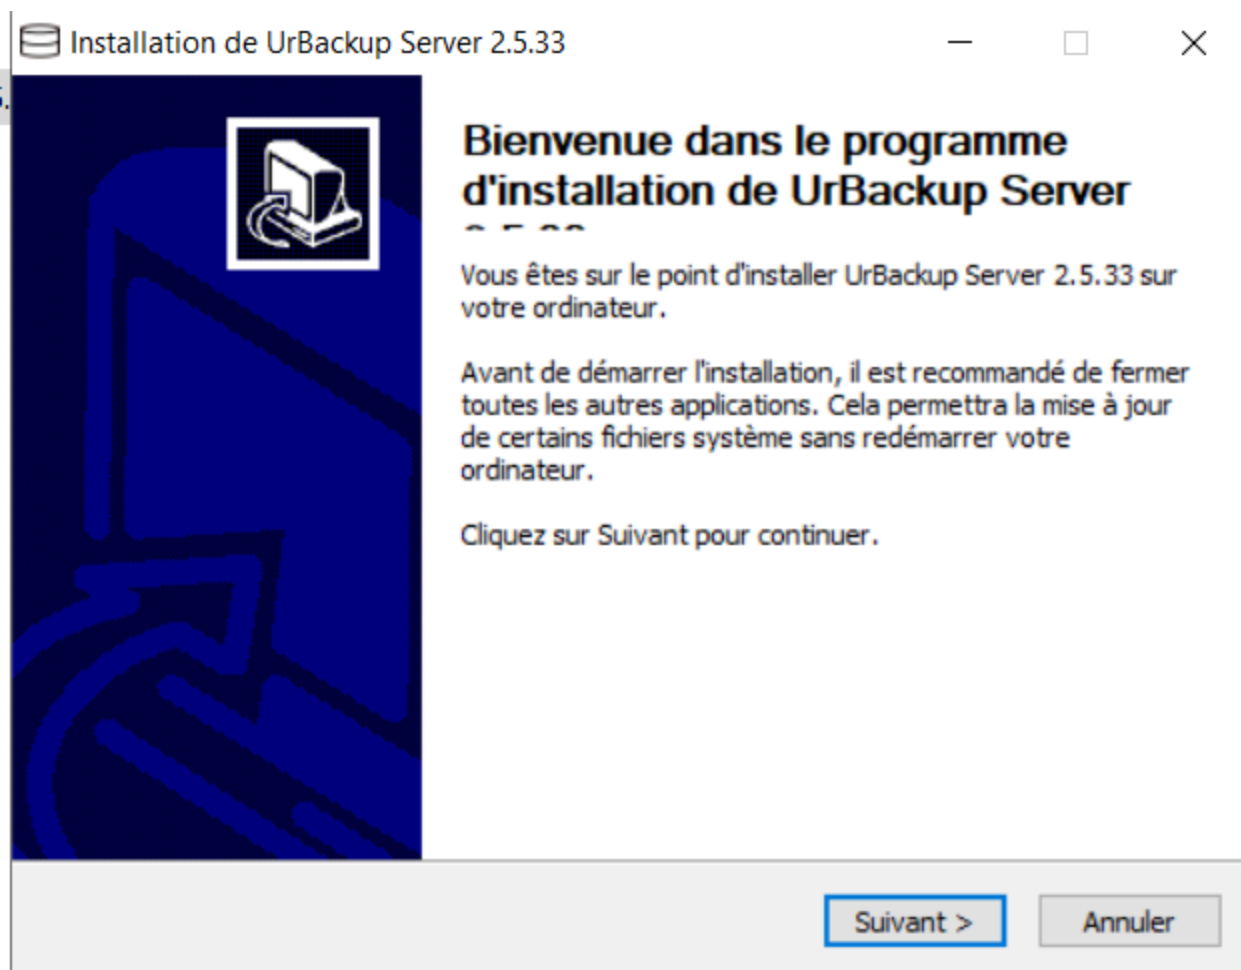 Installation de UrBackup Server 2.5.33
Bienvenue dans le programme
d'installation de UrBackup Server
Vous êtes sur le point d'installer UrBackup Server 2.5.33 sur
votre ordinateur.
Avant de démarrer l'installation, il est recommandé de fermer
toutes les autres applications. Cela permettra la mise à jour
de certains fichiers système sans redémarrer votre
ordinateur.
Cliquez sur Suivant pour continuer.
Suivant >
Annuler